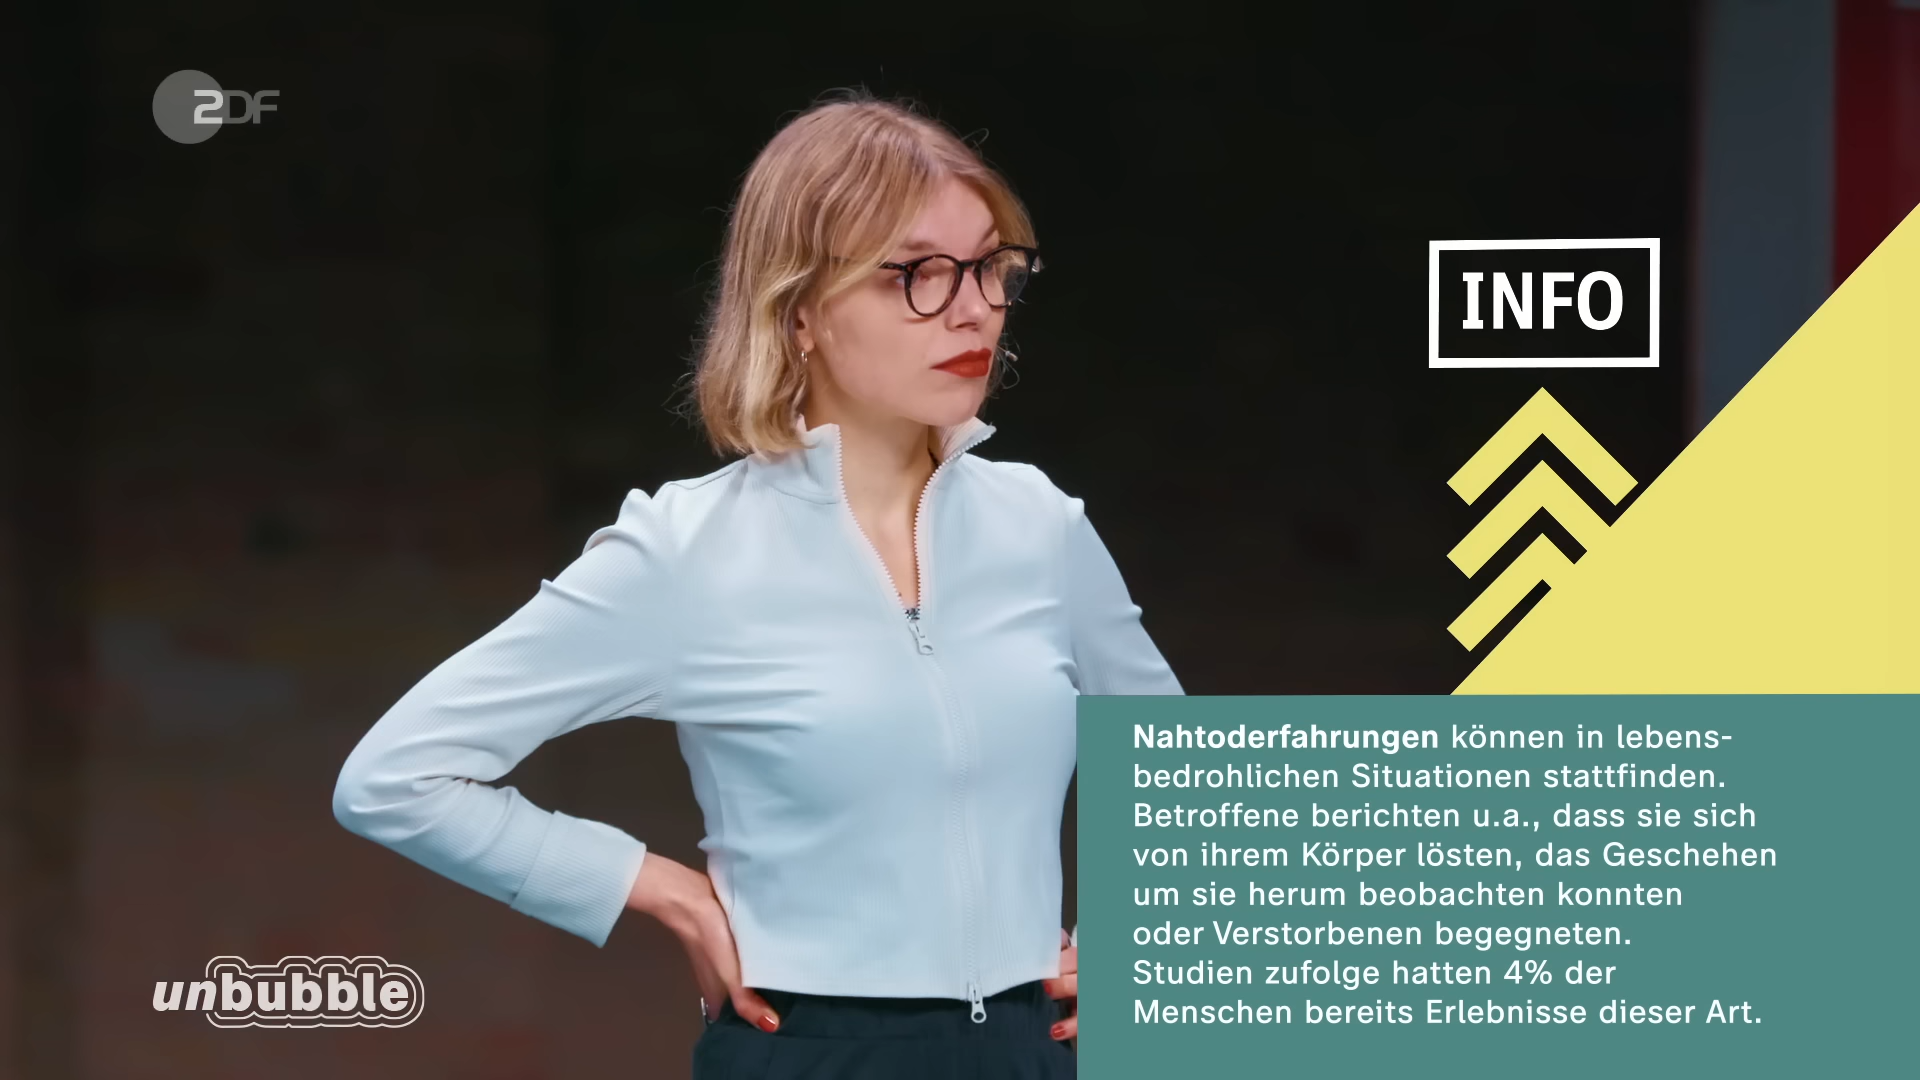 2DF
INFO
Nahtoderfahrungen können in lebens-
bedrohlichen Situationen stattfinden.
Betroffene berichten u.a., dass sie sich
von ihrem Körper lösten, das Geschehen
um sie herum beobachten konnten
oder Verstorbenen begegneten.
Studien zufolge hatten 4% der
Menschen bereits Erlebnisse dieser Art.
unbubble